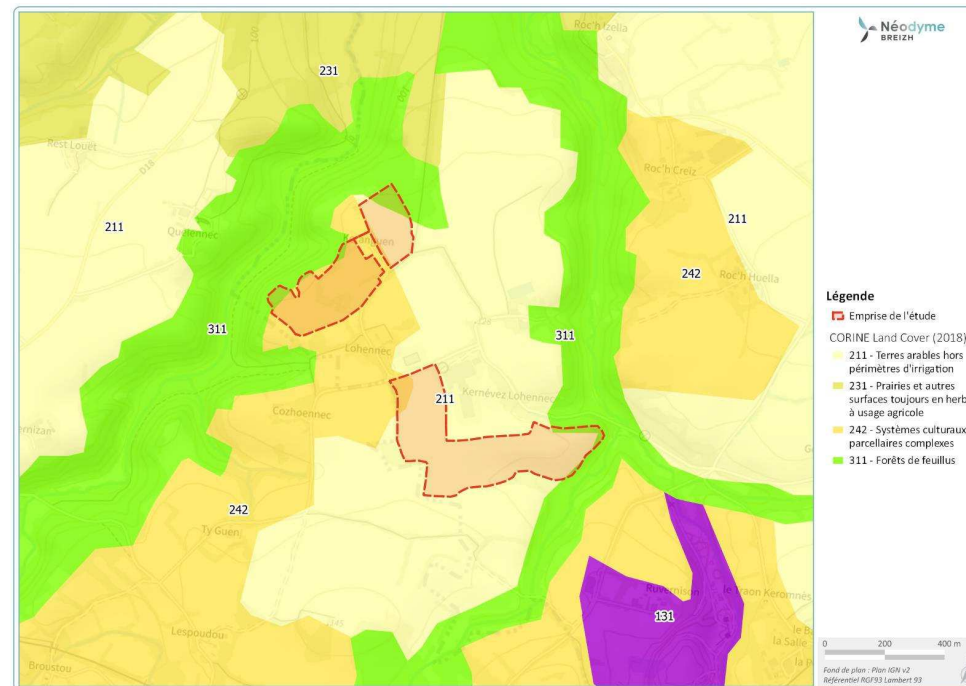 Néodyme
BREIZH
Roc'h Izella
231
Rest Louet
D18
Roc'h Creiz
211
Quélennec
211
242
Roc'h Huella
311
311
Lohennec
211
Kernévez Lohennec
Cozhoennec
242
Ty Guen
Ruvernison
le Traon Keromnes
131
Lespoudou
Broustou
la Salle
Légende
Emprise de l'étude
CORINE Land Cover (2018)
211 - Terres arables hors
périmètres d'irrigation
231 - Prairies et autres
surfaces toujours en herb
à usage agricole
242 - Systèmes culturaux
parcellaires complexes
311 - Forêts de feuillus
0 200 400 m
Fond de plan : Plan IGN v2
Référentiel RGF93 Lambert 93